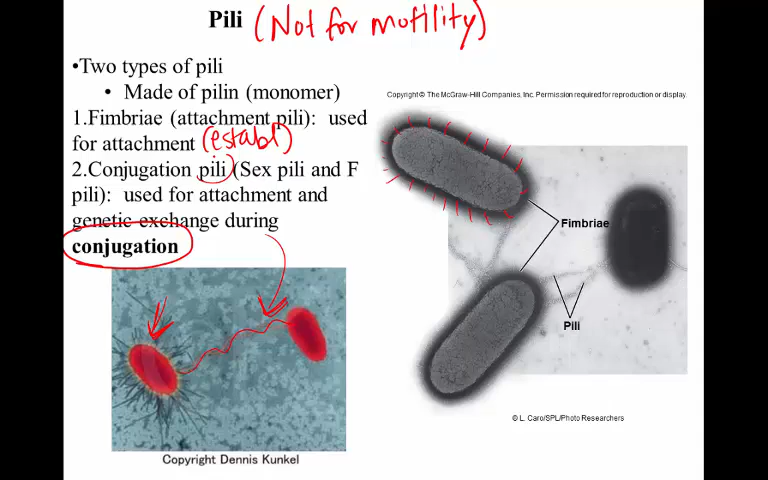 Pili (Not for motility)
•Two types of pili
• Made of pilin (monomer)
1.Fimbriae (attachment pili): used
for attachment (establ)
2.Conjugation pili (Sex pili and F
pili): used for attachment and
genetic exchange during
conjugation
Copyright Dennis Kunkel
Copyright © The McGraw-Hill Companies, Inc. Permission required for reproduction or display.
Fimbriae
Pili
© L. Caro/SPL/Photo Researchers